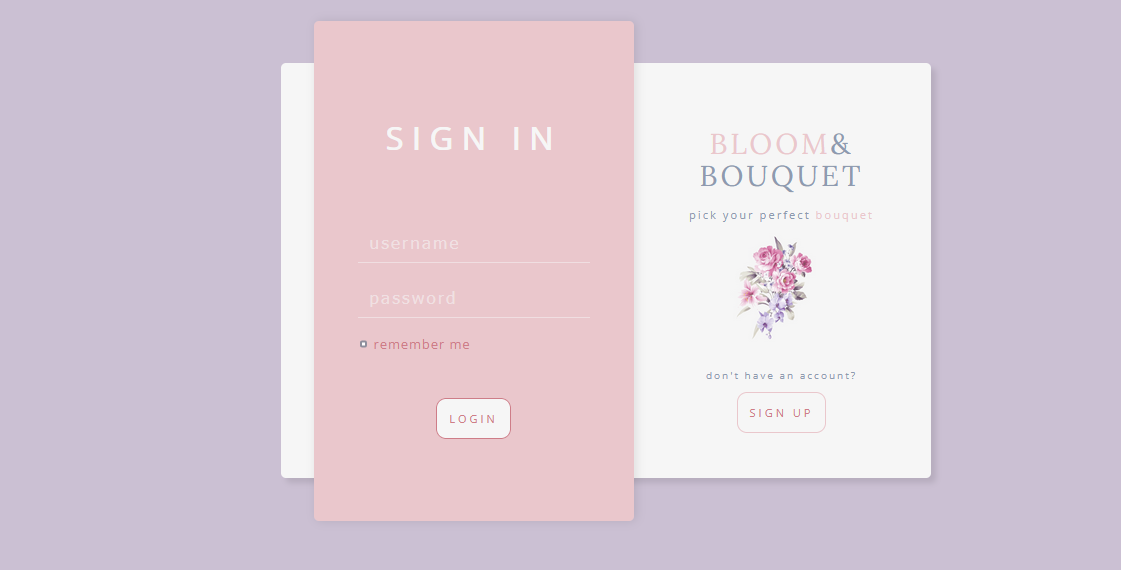 SIGN IN
username
password
remember me
LOGIN
BLOOM&
BOUQUET
pick your perfect bouquet
don't have an account?
SIGN UP